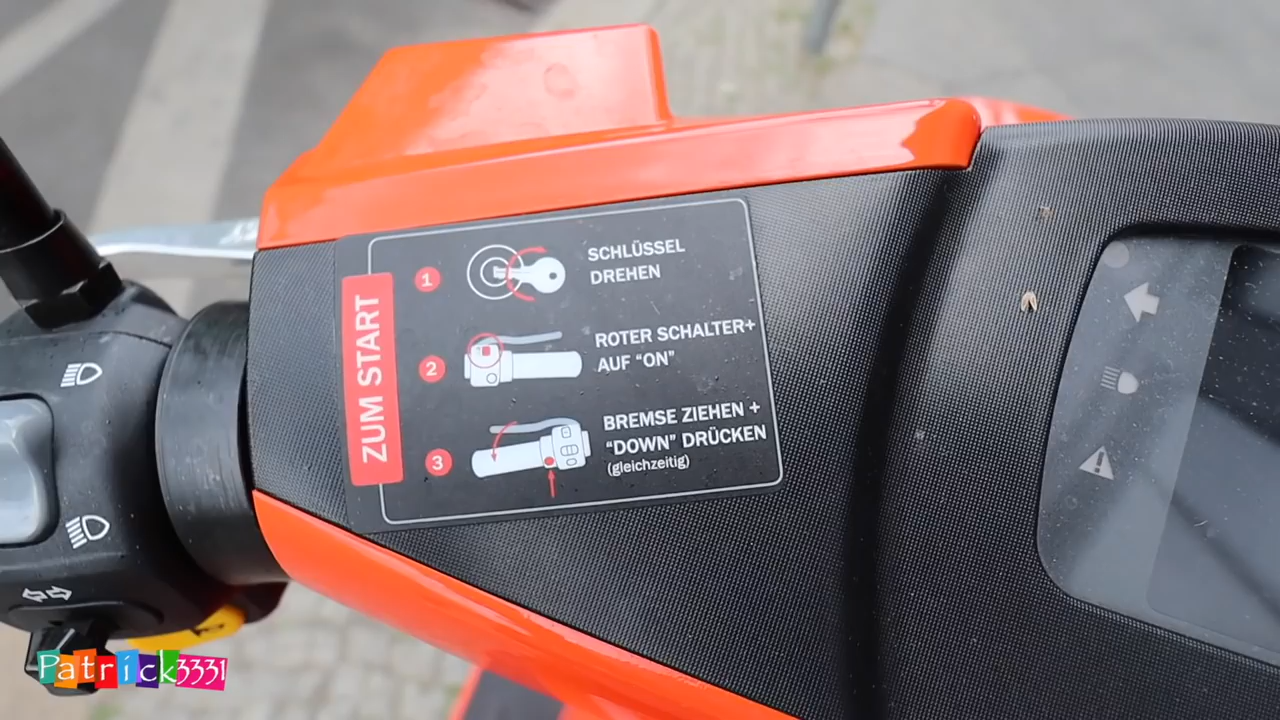 ZUM START
1
SCHLÜSSEL
DREHEN
2
ROTER SCHALTER+
AUF “ON”
3
BREMSE ZIEHEN +
“DOWN” DRÜCKEN
(gleichzeitig)
Patrick3331